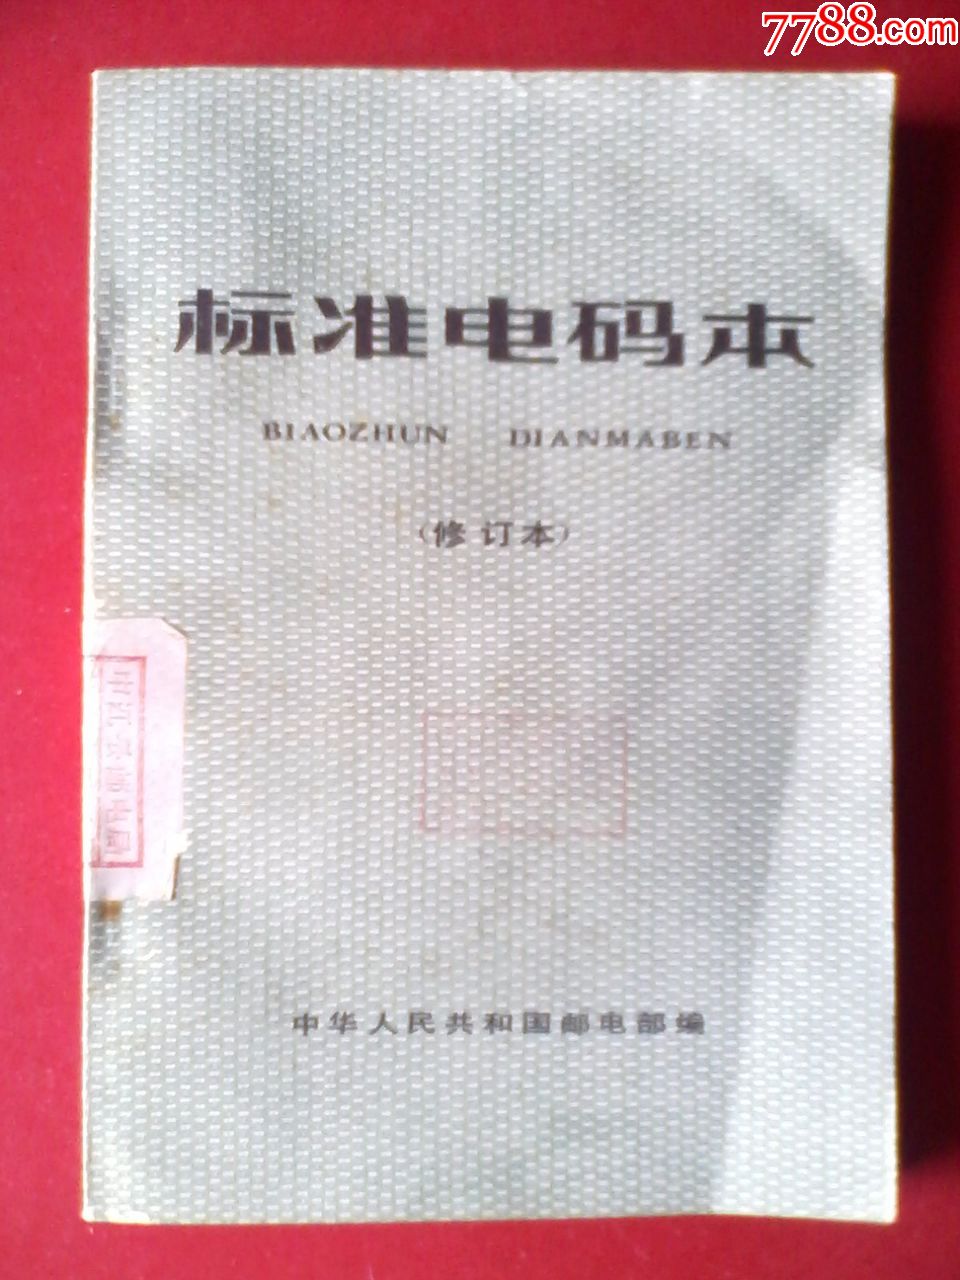 7788.com
标准电码本
BIAOZHUN DIANMABEN
(修订本)
中华人民共和国邮电部编